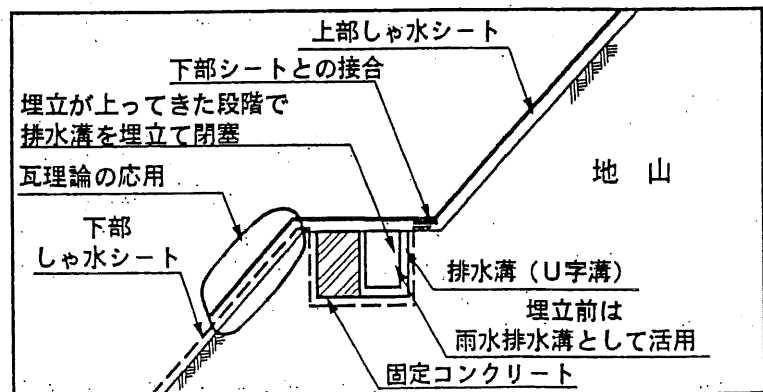 上部しゃ水シート
下部シートとの接合
埋立が上ってきた段階で
排水溝を埋立て閉塞
瓦理論の応用
地山
下部
しゃ水シート
排水溝（U字溝）
埋立前は
雨水排水溝として活用
固定コンクリート